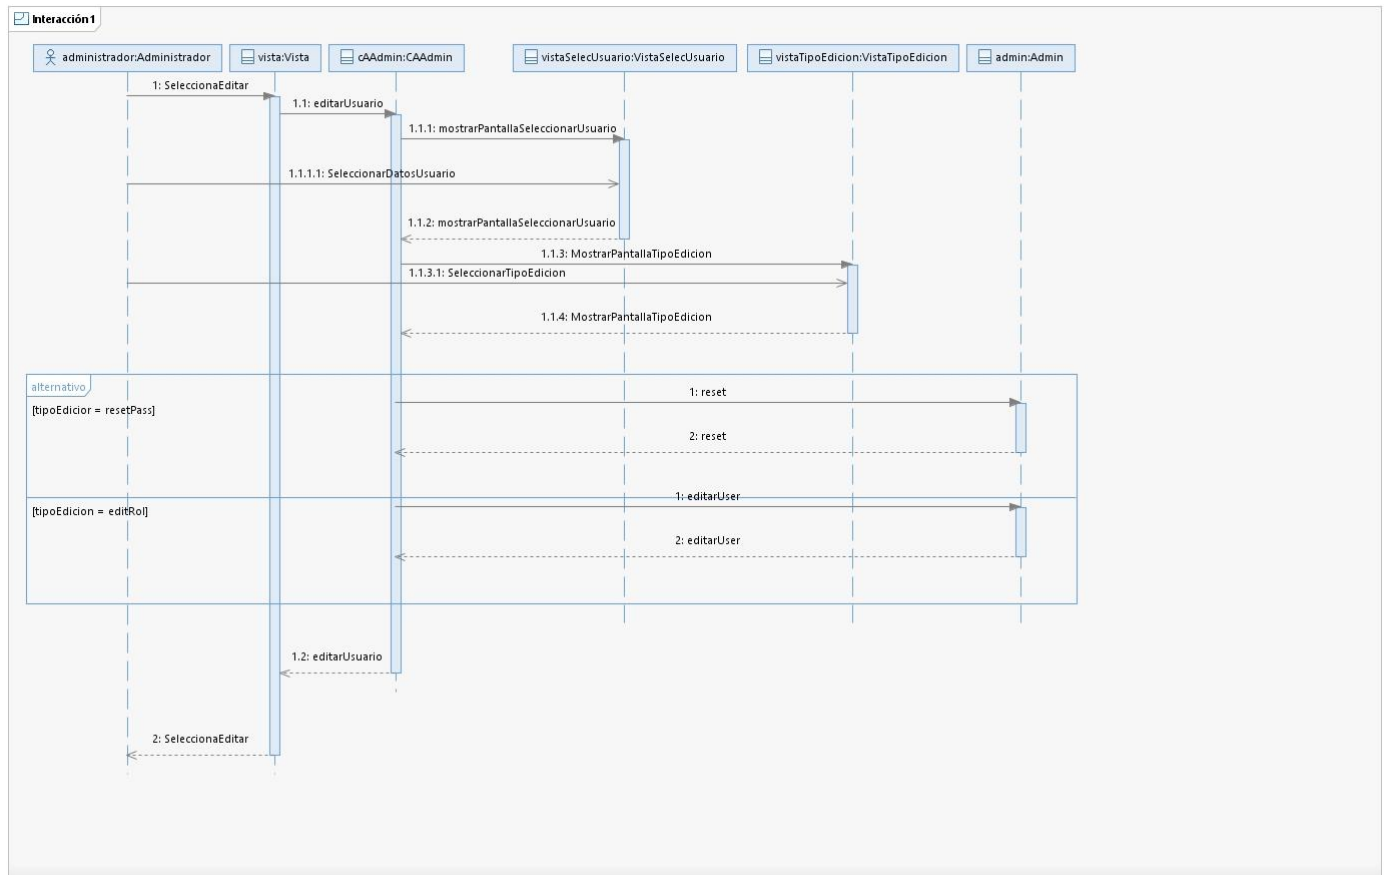 Interacción1
administrador:Administrador
vista:Vista
cAAdmin:CAAdmin
vistaSelecUsuario:VistaSelecUsuario
vistaTipoEdicion:VistaTipoEdicion
admin:Admin
1: SeleccionaEditar
1.1: editarUsuario
1.1.1: mostrarPantallaSeleccionarUsuario
1.1.1.1: SeleccionarDatosUsuario
1.1.2: mostrarPantallaSeleccionarUsuario
1.1.3: MostrarPantallaTipoEdicion
1.1.3.1: SeleccionarTipoEdicion
1.1.4: MostrarPantallaTipoEdicion
alternativo
[tipoEdicior = resetPass]
1: reset
2: reset
[tipoEdicion = editRol]
1: editarUser
2: editarUser
1.2: editarUsuario
2: SeleccionaEditar